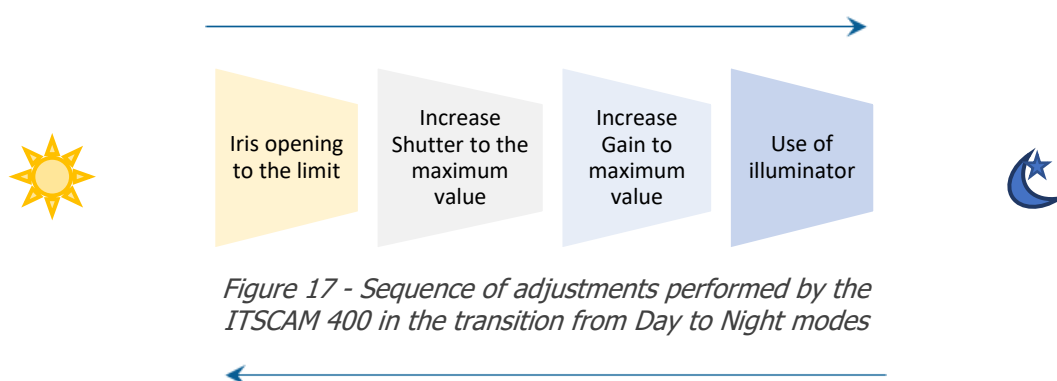 Iris opening
to the limit
Increase
Shutter to the
maximum
value
Increase
Gain to
maximum
value
Use of
illuminator
Figure 17 - Sequence of adjustments performed by the
ITSCAM 400 in the transition from Day to Night modes